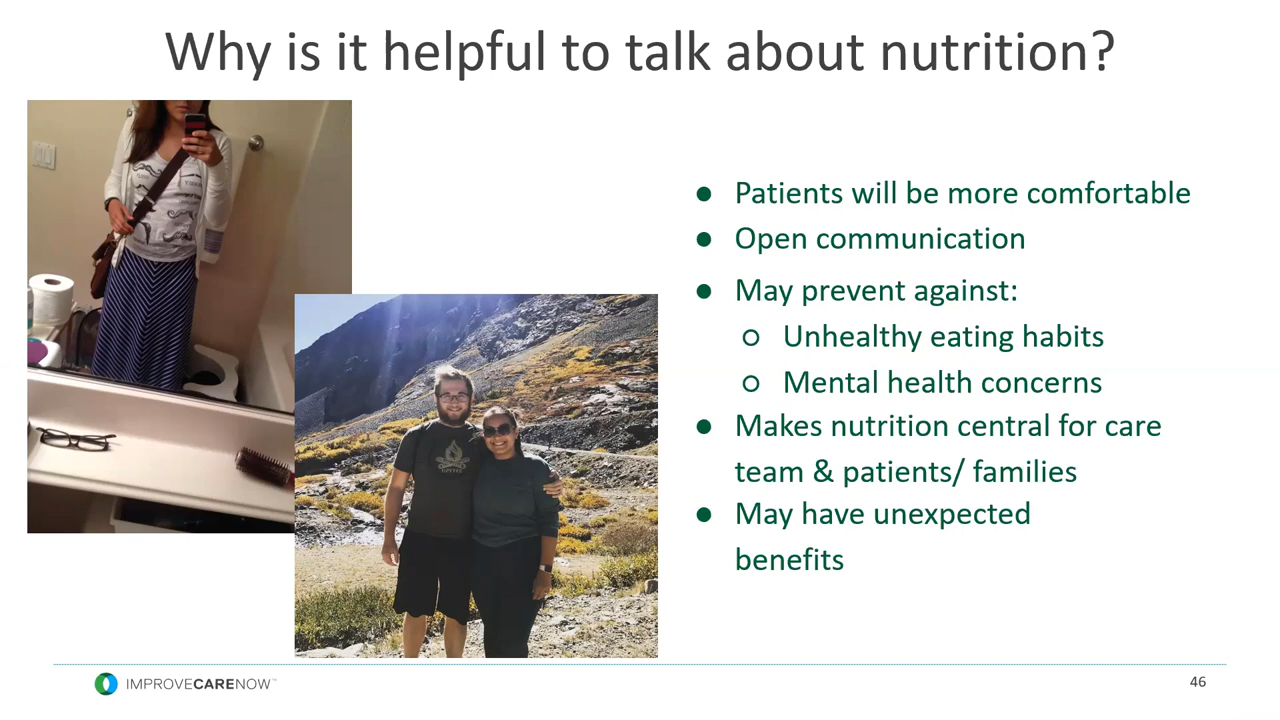 Why is it helpful to talk about nutrition?
● Patients will be more comfortable
● Open communication
● May prevent against:
○ Unhealthy eating habits
○ Mental health concerns
● Makes nutrition central for care
team & patients/ families
● May have unexpected
benefits
IMPROVECARENOW™
46